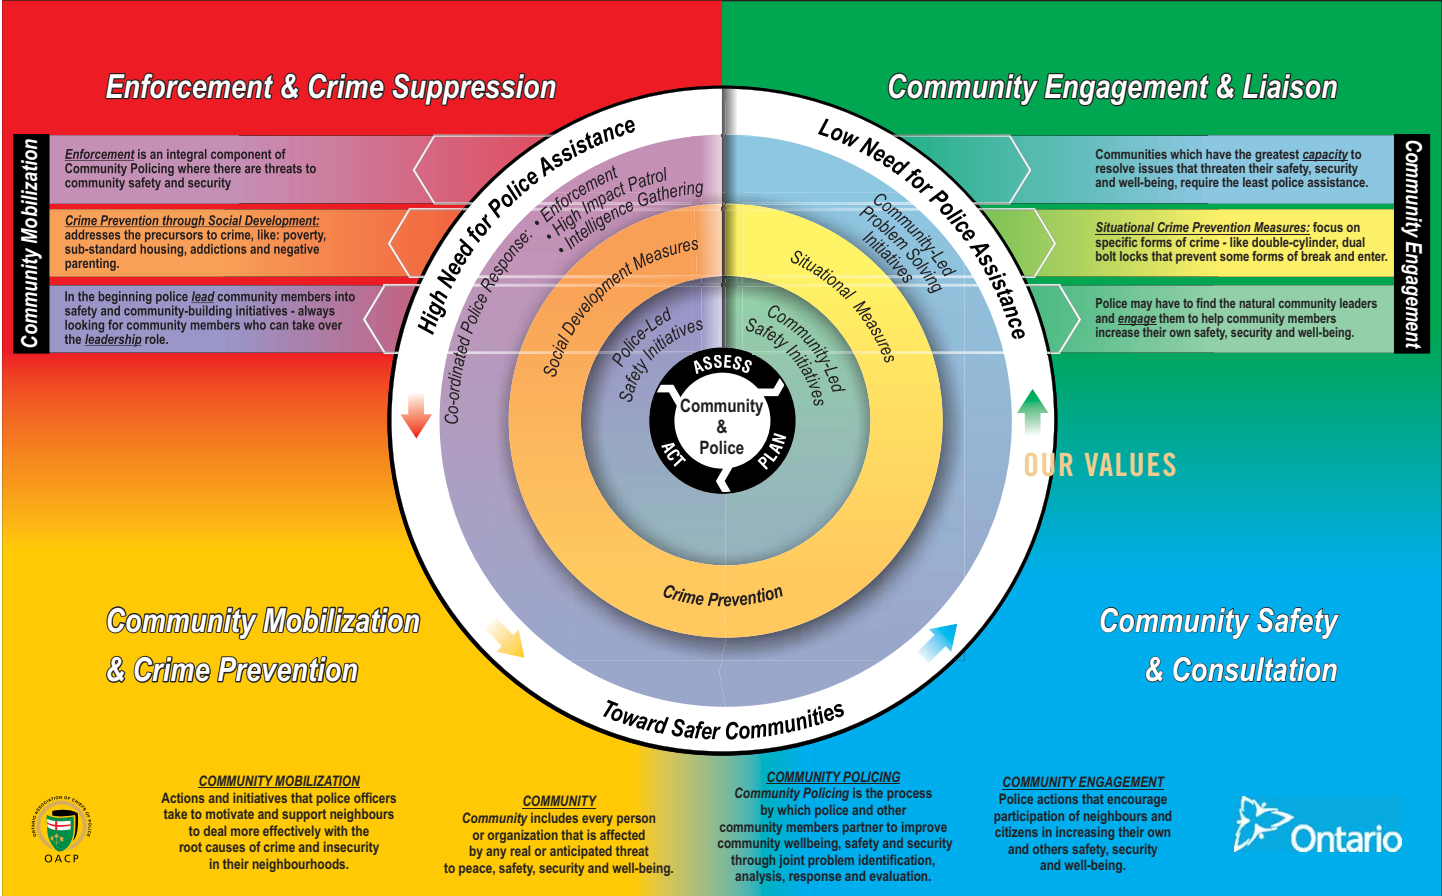 Enforcement & Crime Suppression
Community Engagement & Liaison
Community Mobilization
Enforcement is an integral component of
Community Policing where there are threats to
community safety and security
Crime Prevention through Social Development:
addresses the precursors to crime, like: poverty,
sub-standard housing, addictions and negative
parenting.
In the beginning police lead community members into
safety and community-building initiatives - always
looking for community members who can take over
the leadership role.
High Need for Police Assistance
Low Need for Police Assistance
Co-ordinated Police Response:
• Enforcement
• High Impact Patrol
• Intelligence Gathering
Community-Led
Problem Solving
Initiatives
Social Development Measures
Situational Measures
Police-Led
Safety Initiatives
Community-Led
Safety Initiatives
ASSESS
PLAN
ACT
Community
&
Police
Crime Prevention
Toward Safer Communities
Communities which have the greatest capacity to
resolve issues that threaten their safety, security
and well-being, require the least police assistance.
Situational Crime Prevention Measures: focus on
specific forms of crime - like double-cylinder, dual
bolt locks that prevent some forms of break and enter.
Police may have to find the natural community leaders
and engage them to help community members
increase their own safety, security and well-being.
Community Engagement
OUR VALUES
Community Mobilization
& Crime Prevention
Community Safety
& Consultation
ONTARIO ASSOCIATION OF CHIEFS OF POLICE
OACP
COMMUNITY MOBILIZATION
Actions and initiatives that police officers
take to motivate and support neighbours
to deal more effectively with the
root causes of crime and insecurity
in their neighbourhoods.
COMMUNITY
Community includes every person
or organization that is affected
by any real or anticipated threat
to peace, safety, security and well-being.
COMMUNITY POLICING
Community Policing is the process
by which police and other
community members partner to improve
community wellbeing, safety and security
through joint problem identification,
analysis, response and evaluation.
COMMUNITY ENGAGEMENT
Police actions that encourage
participation of neighbours and
citizens in increasing their own
and others safety, security
and well-being.
Ontario